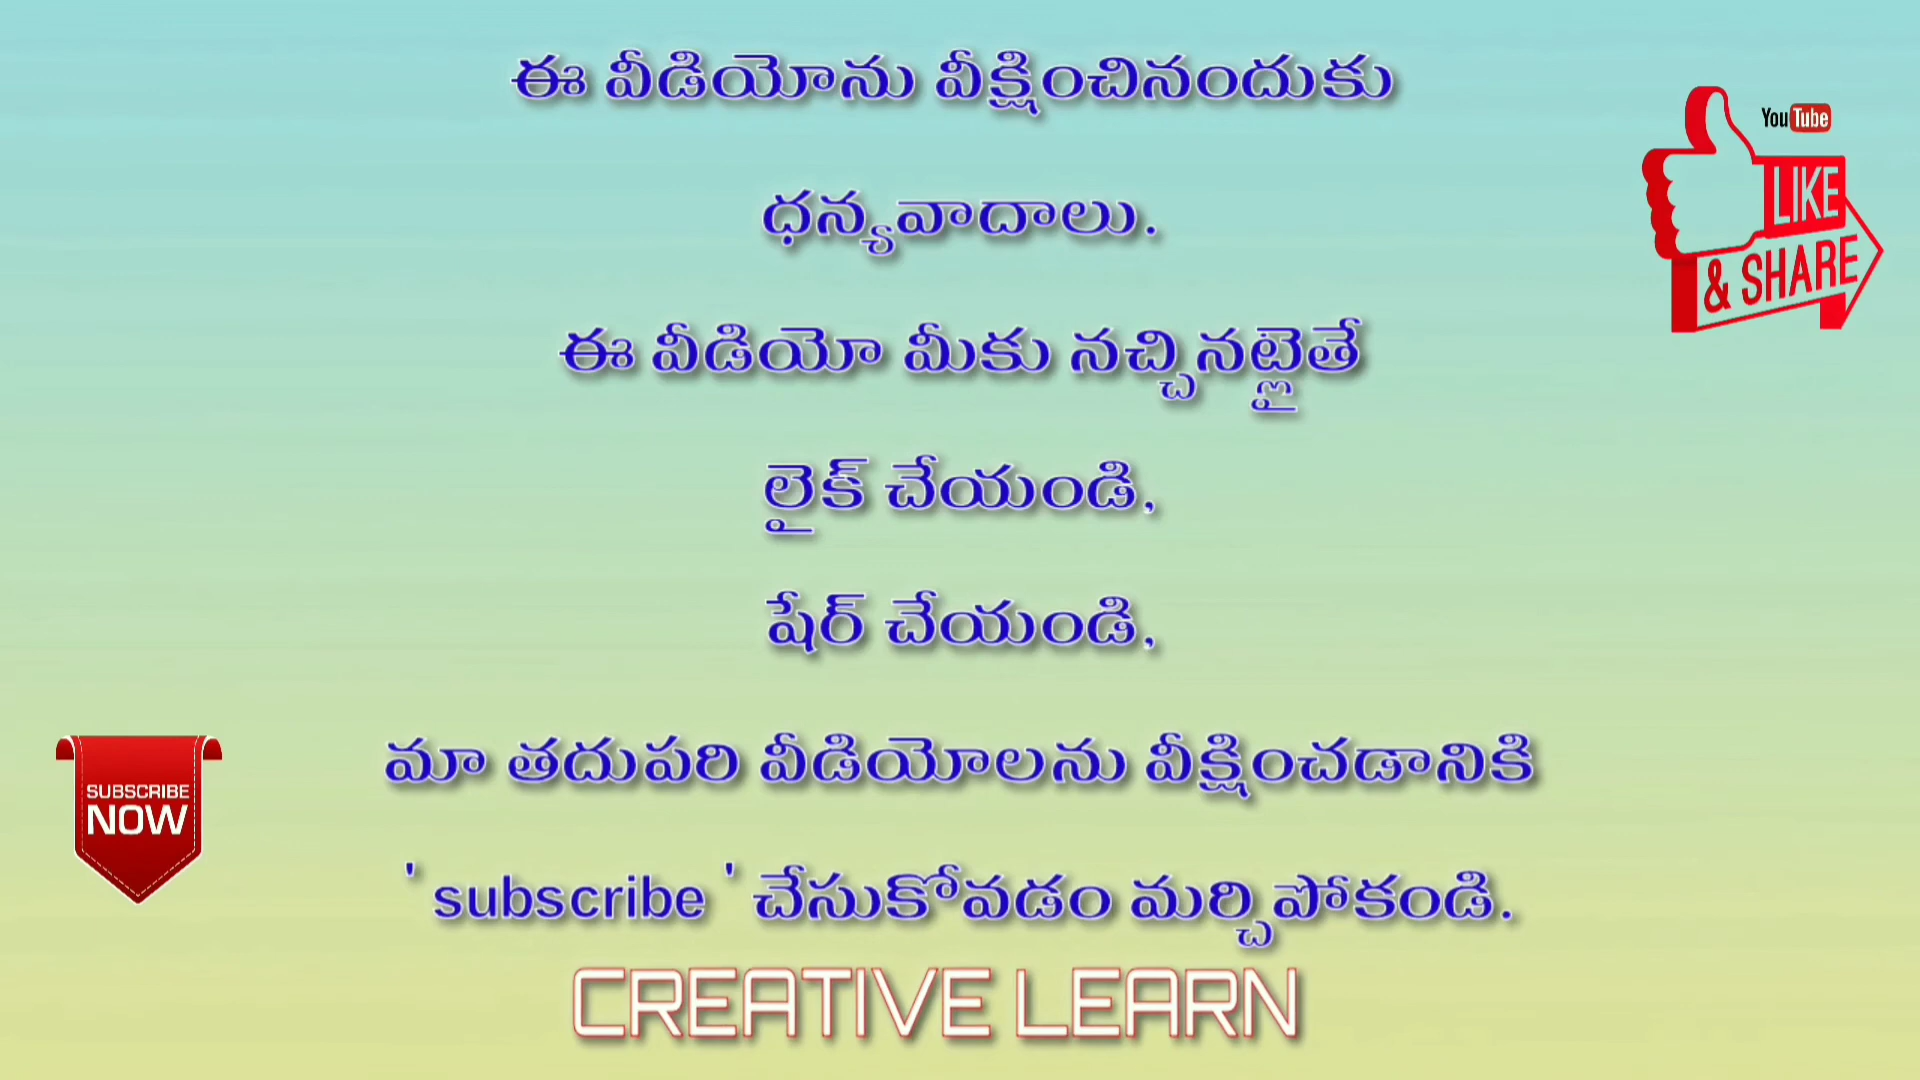 ఈ వీడియోను వీక్షించినందుకు
ధన్యవాదాలు.
YouTube
LIKE
& SHARE
ఈ వీడియో మీకు నచ్చినట్లైతే
లైక్ చేయండి,
షేర్ చేయండి,
మా తదుపరి వీడియోలను వీక్షించడానికి
SUBSCRIBE
NOW
' subscribe ' చేసుకోవడం మర్చిపోకండి.
CREATIVE LEARN